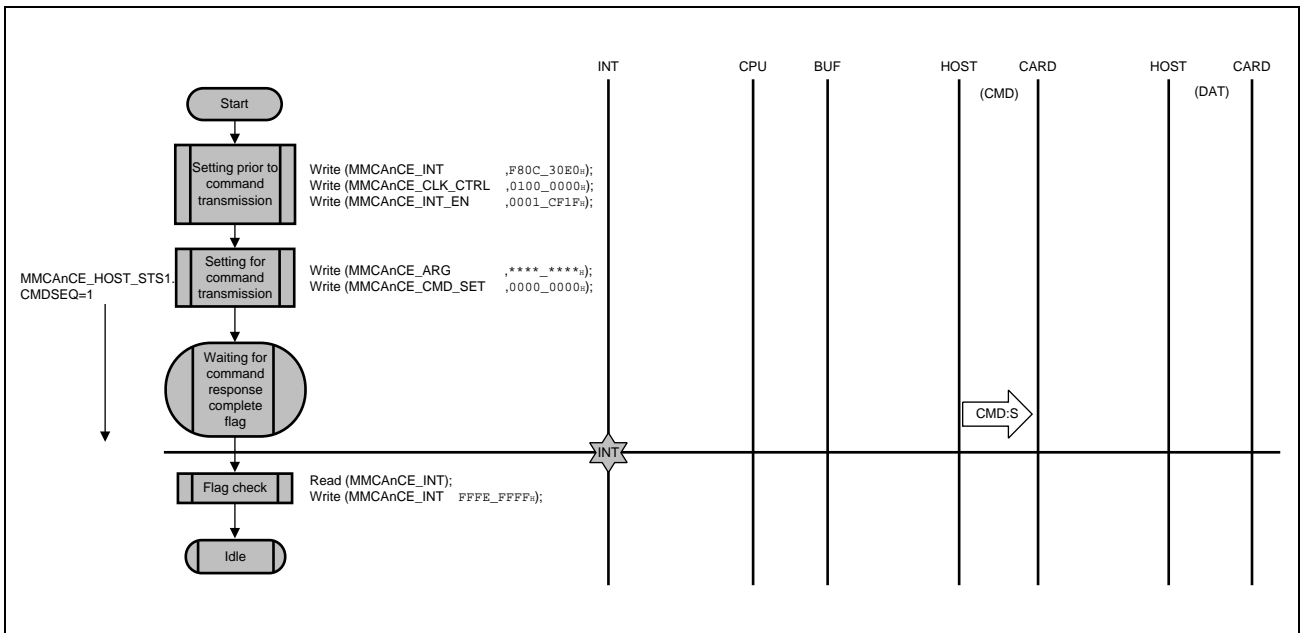 INT CPU BUF HOST CARD HOST CARD
(CMD) (DAT)
Start
Setting prior to
command
transmission
Write (MMCAnCE_INT ,F80C_30E0H);
Write (MMCAnCE_CLK_CTRL ,0100_0000H);
Write (MMCAnCE_INT_EN ,0001_CF1FH);
MMCAnCE_HOST_STS1.
CMDSEQ=1
Setting for
command
transmission
Write (MMCAnCE_ARG ,****_****H);
Write (MMCAnCE_CMD_SET ,0000_0000H);
Waiting for
command
response
complete
flag
CMD:S
INT
Flag check
Read (MMCAnCE_INT);
Write (MMCAnCE_INT FFFE_FFFFH);
Idle